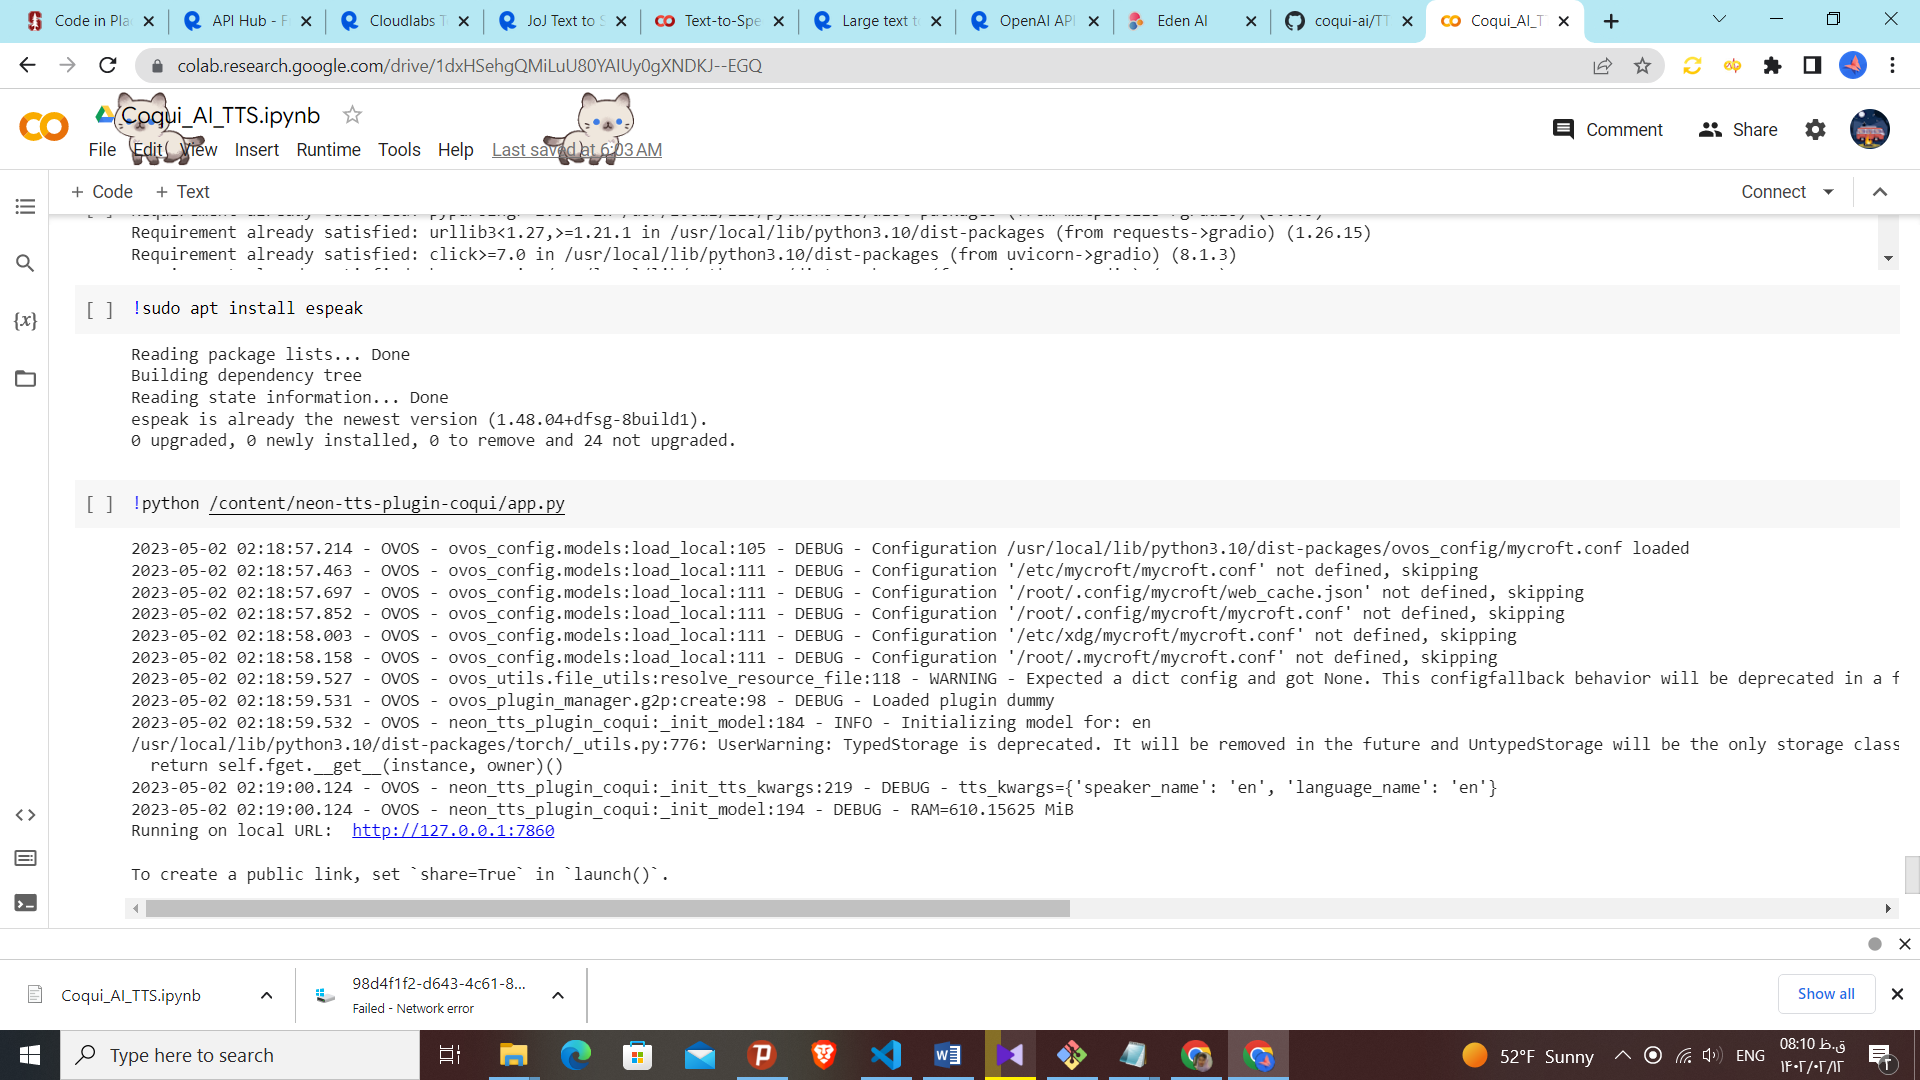 Code in Pla
API Hub - F
Cloudlabs T
JoJ Text to S
Text-to-Spe
Large text t
OpenAI API
Eden AI
coqui-ai/TT
Coqui_AI_T
colab.research.google.com/drive/1dxHSehgQMiLuU80YAIUy0gXNDKJ--EGQ
Coqui_AI_TTS.ipynb
Comment
Share
File Edit View Insert Runtime Tools Help Last saved at 6:03 AM
+ Code + Text
Connect
Requirement already satisfied: urllib3<1.27,>=1.21.1 in /usr/local/lib/python3.10/dist-packages (from requests->gradio) (1.26.15)
Requirement already satisfied: click>=7.0 in /usr/local/lib/python3.10/dist-packages (from uvicorn->gradio) (8.1.3)
[ ] !sudo apt install espeak
Reading package lists... Done
Building dependency tree
Reading state information... Done
espeak is already the newest version (1.48.04+dfsg-8build1).
0 upgraded, 0 newly installed, 0 to remove and 24 not upgraded.
[ ] !python /content/neon-tts-plugin-coqui/app.py
2023-05-02 02:18:57.214 - OVOS - ovos_config.models:load_local:105 - DEBUG - Configuration /usr/local/lib/python3.10/dist-packages/ovos_config/mycroft.conf loaded
2023-05-02 02:18:57.463 - OVOS - ovos_config.models:load_local:111 - DEBUG - Configuration '/etc/mycroft/mycroft.conf' not defined, skipping
2023-05-02 02:18:57.697 - OVOS - ovos_config.models:load_local:111 - DEBUG - Configuration '/root/.config/mycroft/web_cache.json' not defined, skipping
2023-05-02 02:18:57.852 - OVOS - ovos_config.models:load_local:111 - DEBUG - Configuration '/root/.config/mycroft/mycroft.conf' not defined, skipping
2023-05-02 02:18:58.003 - OVOS - ovos_config.models:load_local:111 - DEBUG - Configuration '/etc/xdg/mycroft/mycroft.conf' not defined, skipping
2023-05-02 02:18:58.158 - OVOS - ovos_config.models:load_local:111 - DEBUG - Configuration '/root/.mycroft/mycroft.conf' not defined, skipping
2023-05-02 02:18:59.527 - OVOS - ovos_utils.file_utils:resolve_resource_file:118 - WARNING - Expected a dict config and got None. This configfallback behavior will be deprecated in a f
2023-05-02 02:18:59.531 - OVOS - ovos_plugin_manager.g2p:create:98 - DEBUG - Loaded plugin dummy
2023-05-02 02:18:59.532 - OVOS - neon_tts_plugin_coqui:_init_model:184 - INFO - Initializing model for: en
/usr/local/lib/python3.10/dist-packages/torch/_utils.py:776: UserWarning: TypedStorage is deprecated. It will be removed in the future and UntypedStorage will be the only storage class
return self.fget.__get__(instance, owner)()
2023-05-02 02:19:00.124 - OVOS - neon_tts_plugin_coqui:_init_tts_kwargs:219 - DEBUG - tts_kwargs={'speaker_name': 'en', 'language_name': 'en'}
2023-05-02 02:19:00.124 - OVOS - neon_tts_plugin_coqui:_init_model:194 - DEBUG - RAM=610.15625 MiB
Running on local URL: http://127.0.0.1:7860
To create a public link, set `share=True` in `launch()`.
Coqui_AI_TTS.ipynb
98d4f1f2-d643-4c61-8...
Failed - Network error
Show all
Type here to search
52°F Sunny
ENG
08:10 ق.ظ
۱۴۰۲/۰۲/۱۲
۲